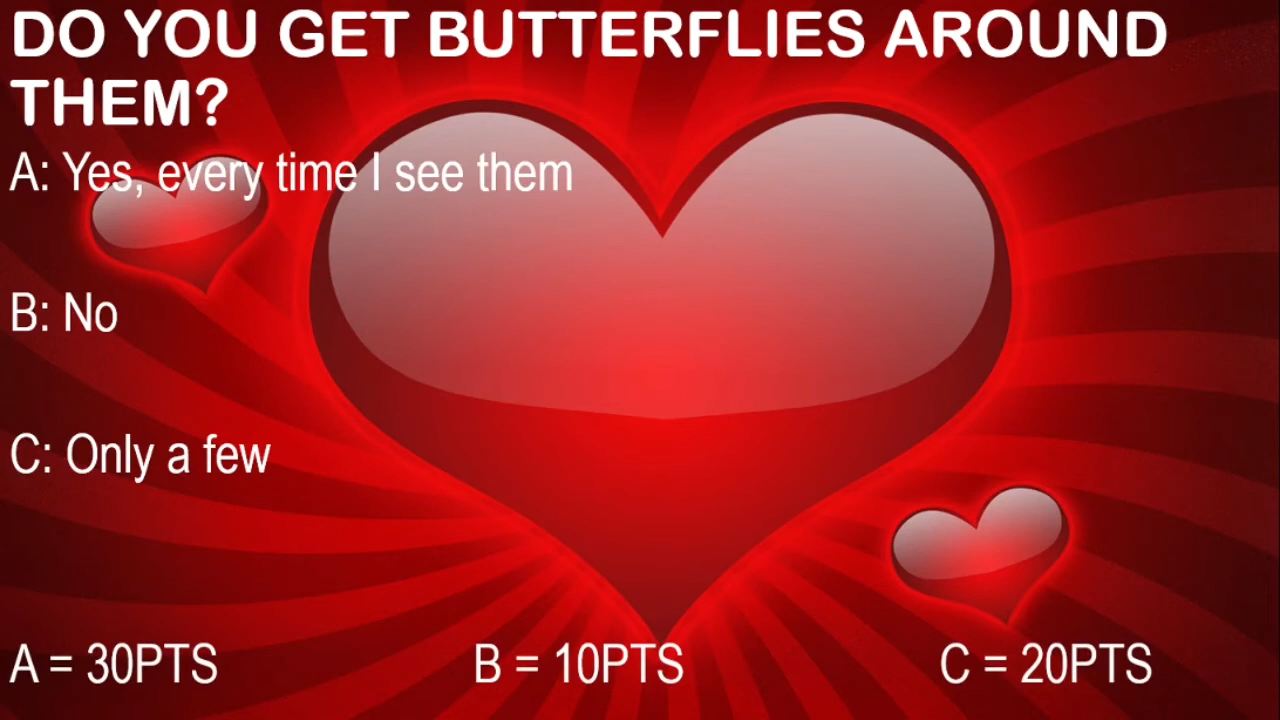 DO YOU GET BUTTERFLIES AROUND
THEM?
A: Yes, every time I see them
B: No
C: Only a few
A = 30PTS B = 10PTS C = 20PTS